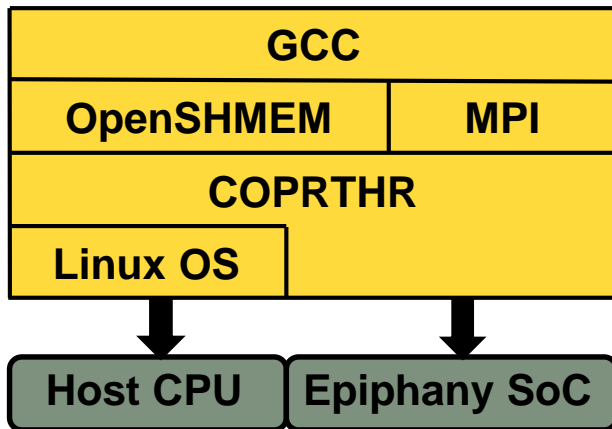 GCC
OpenSHMEM MPI
COPRTHR
Linux OS
Host CPU Epiphany SoC